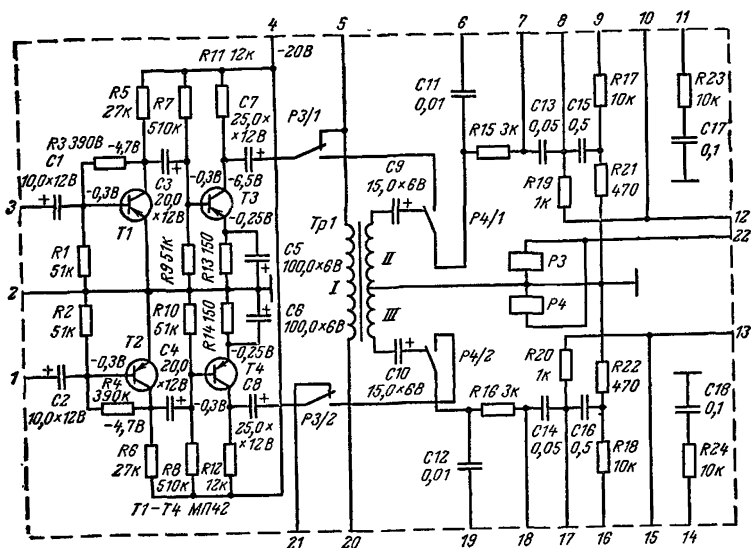 4
5
6
7
8
9
10
11
-20В
R11 12к
R5
27к
R7
510к
C7
25,0×
×12В
P3/1
C11
0,01
C13
0,05
C15
0,5
R17
10к
R23
10к
R3 390В
-4,7В
C1
10,0×12В
-0,3В
C3
20,0
×12В
-0,3В
-6,5В
T3
-0,25В
C9
15,0×6В
R15 3к
R19
1к
R21
470
C17
0,1
3
T1
Тр1
P4/1
12
22
R1
51к
R9 51к
R13 150
C5
100,0×6В
II
P3
2
I
R2
51к
R10
51к
R14 150
C6
100,0×6В
III
P4
13
T2
-0,3В
C4
20,0
×12В
-0,25В
T4
P4/2
R20
1к
R22
470
1
C2
10,0×12В
R4
390к
-4,7В
-0,3В
C8
25,0×
×12В
P3/2
C10
15,0×6В
R16 3к
C14
0,05
C16
0,5
C18
0,1
R6
27к
R8
510к
R12
12к
C12
0,01
R18
10к
R24
10к
T1-T4 МП42
21
20
19
18
17
16
15
14